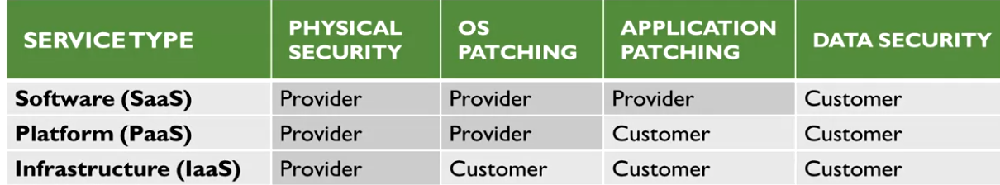 SERVICE TYPE
PHYSICAL
SECURITY
OS
PATCHING
APPLICATION
PATCHING
DATA SECURITY
Software (SaaS) Provider Provider Provider Customer
Platform (PaaS) Provider Provider Customer Customer
Infrastructure (IaaS) Provider Customer Customer Customer